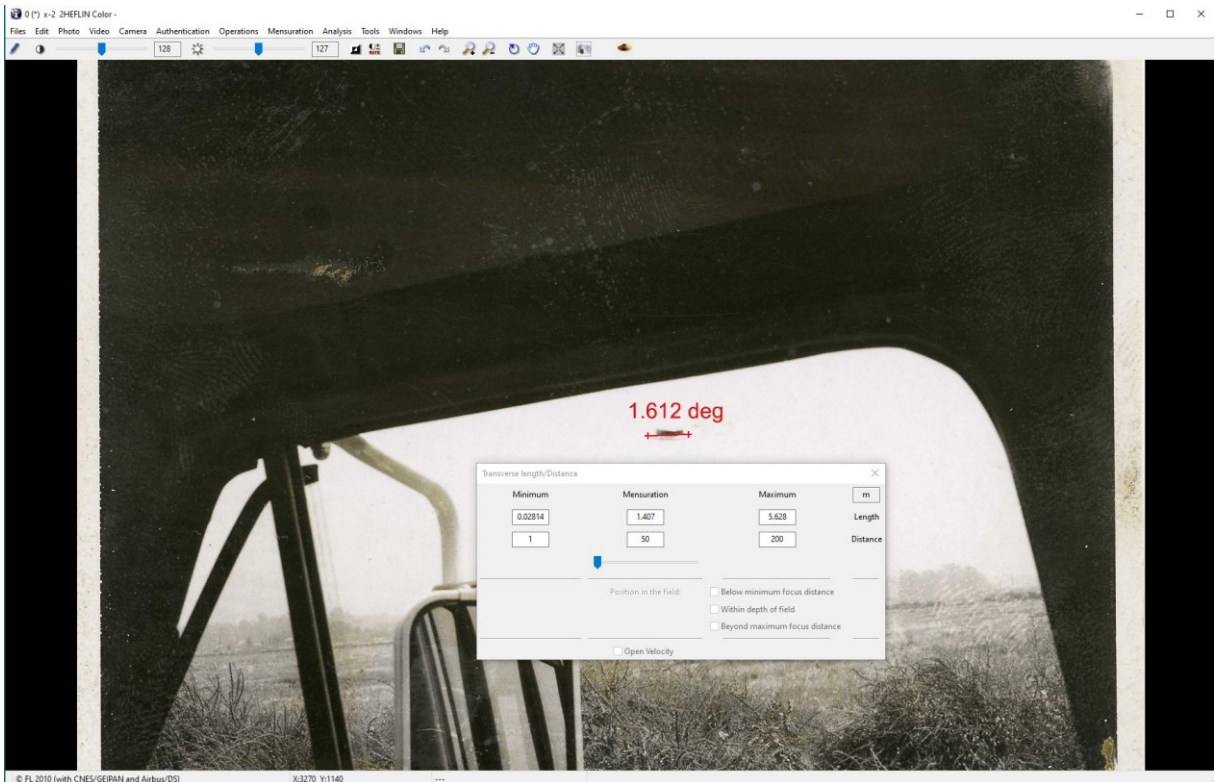 0 (*) x-2 2HEFLIN Color -
Files Edit Photo Video Camera Authentication Operations Mensuration Analysis Tools Windows Help
128 127
1.612 deg
Transverse length/Distance
Minimum Mensuration Maximum m
0.02814 1.407 5.628 Length
1 50 200 Distance
Position in the field: Below minimum focus distance
Within depth of field
Beyond maximum focus distance
Open Velocity
© FL 2010 (with CNES/GEIPAN and Airbus/DS) X:3270 Y:1140 ---